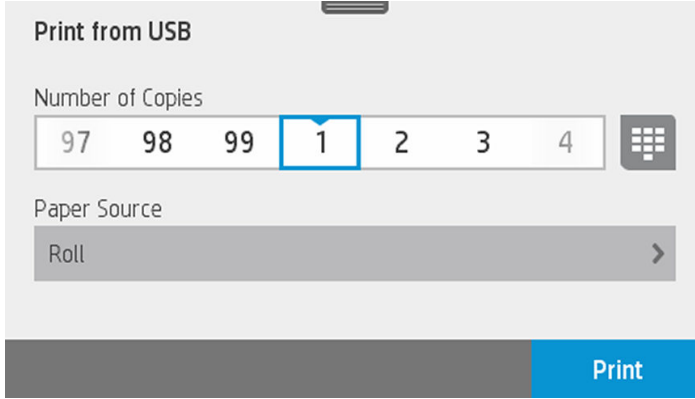 Print from USB
Number of Copies
97 98 99 1 2 3 4
Paper Source
Roll
Print